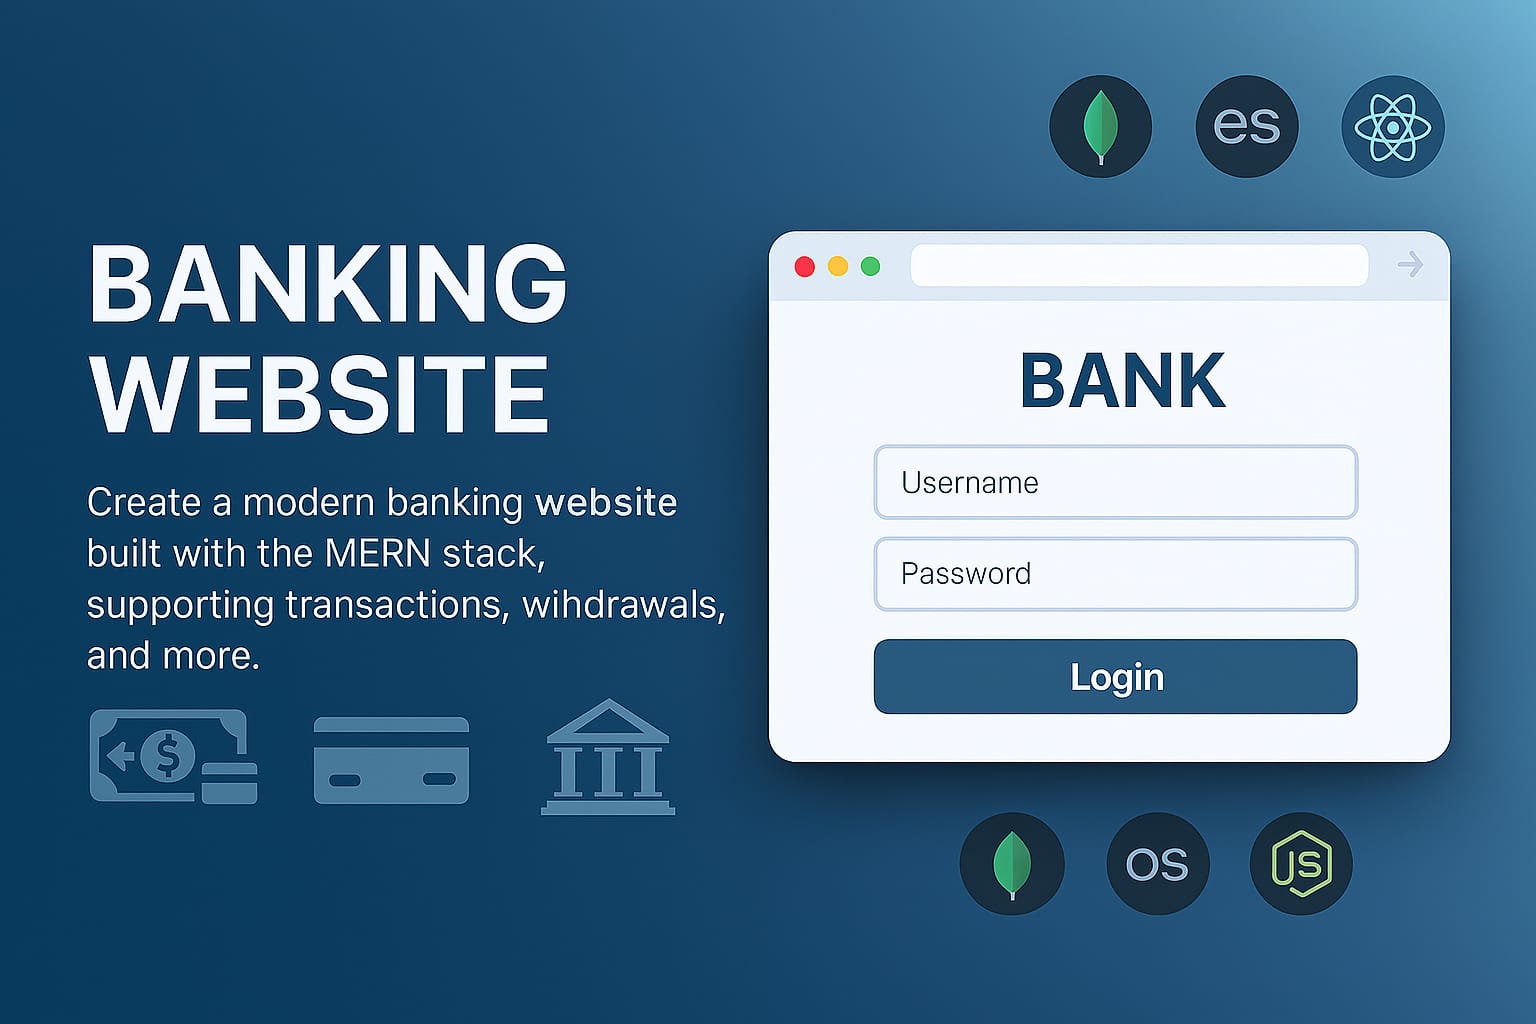 BANKING
WEBSITE
Create a modern banking website
built with the MERN stack,
supporting transactions, wihdrawals,
and more.
$
es
BANK
Username
Password
Login
OS
JS